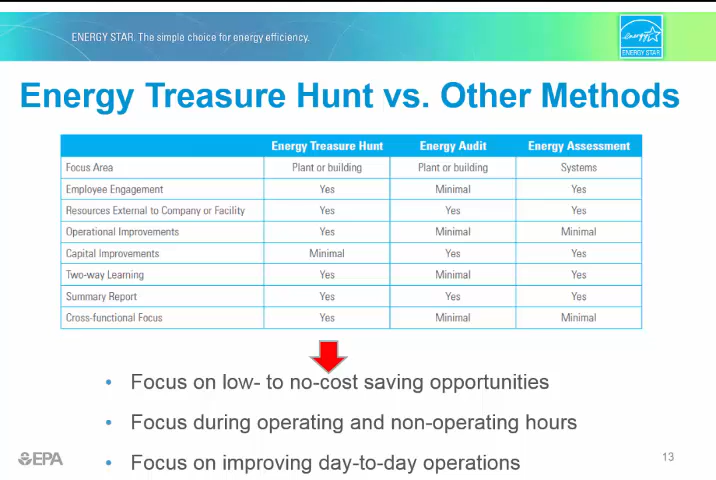 ENERGY STAR. The simple choice for energy efficiency.
energy
ENERGY STAR
Energy Treasure Hunt vs. Other Methods
Energy Treasure Hunt Energy Audit Energy Assessment
Focus Area Plant or building Plant or building Systems
Employee Engagement Yes Minimal Yes
Resources External to Company or Facility Yes Yes Yes
Operational Improvements Yes Minimal Minimal
Capital Improvements Minimal Yes Yes
Two-way Learning Yes Minimal Yes
Summary Report Yes Yes Yes
Cross-functional Focus Yes Minimal Minimal
• Focus on low- to no-cost saving opportunities
• Focus during operating and non-operating hours
• Focus on improving day-to-day operations
EPA
13